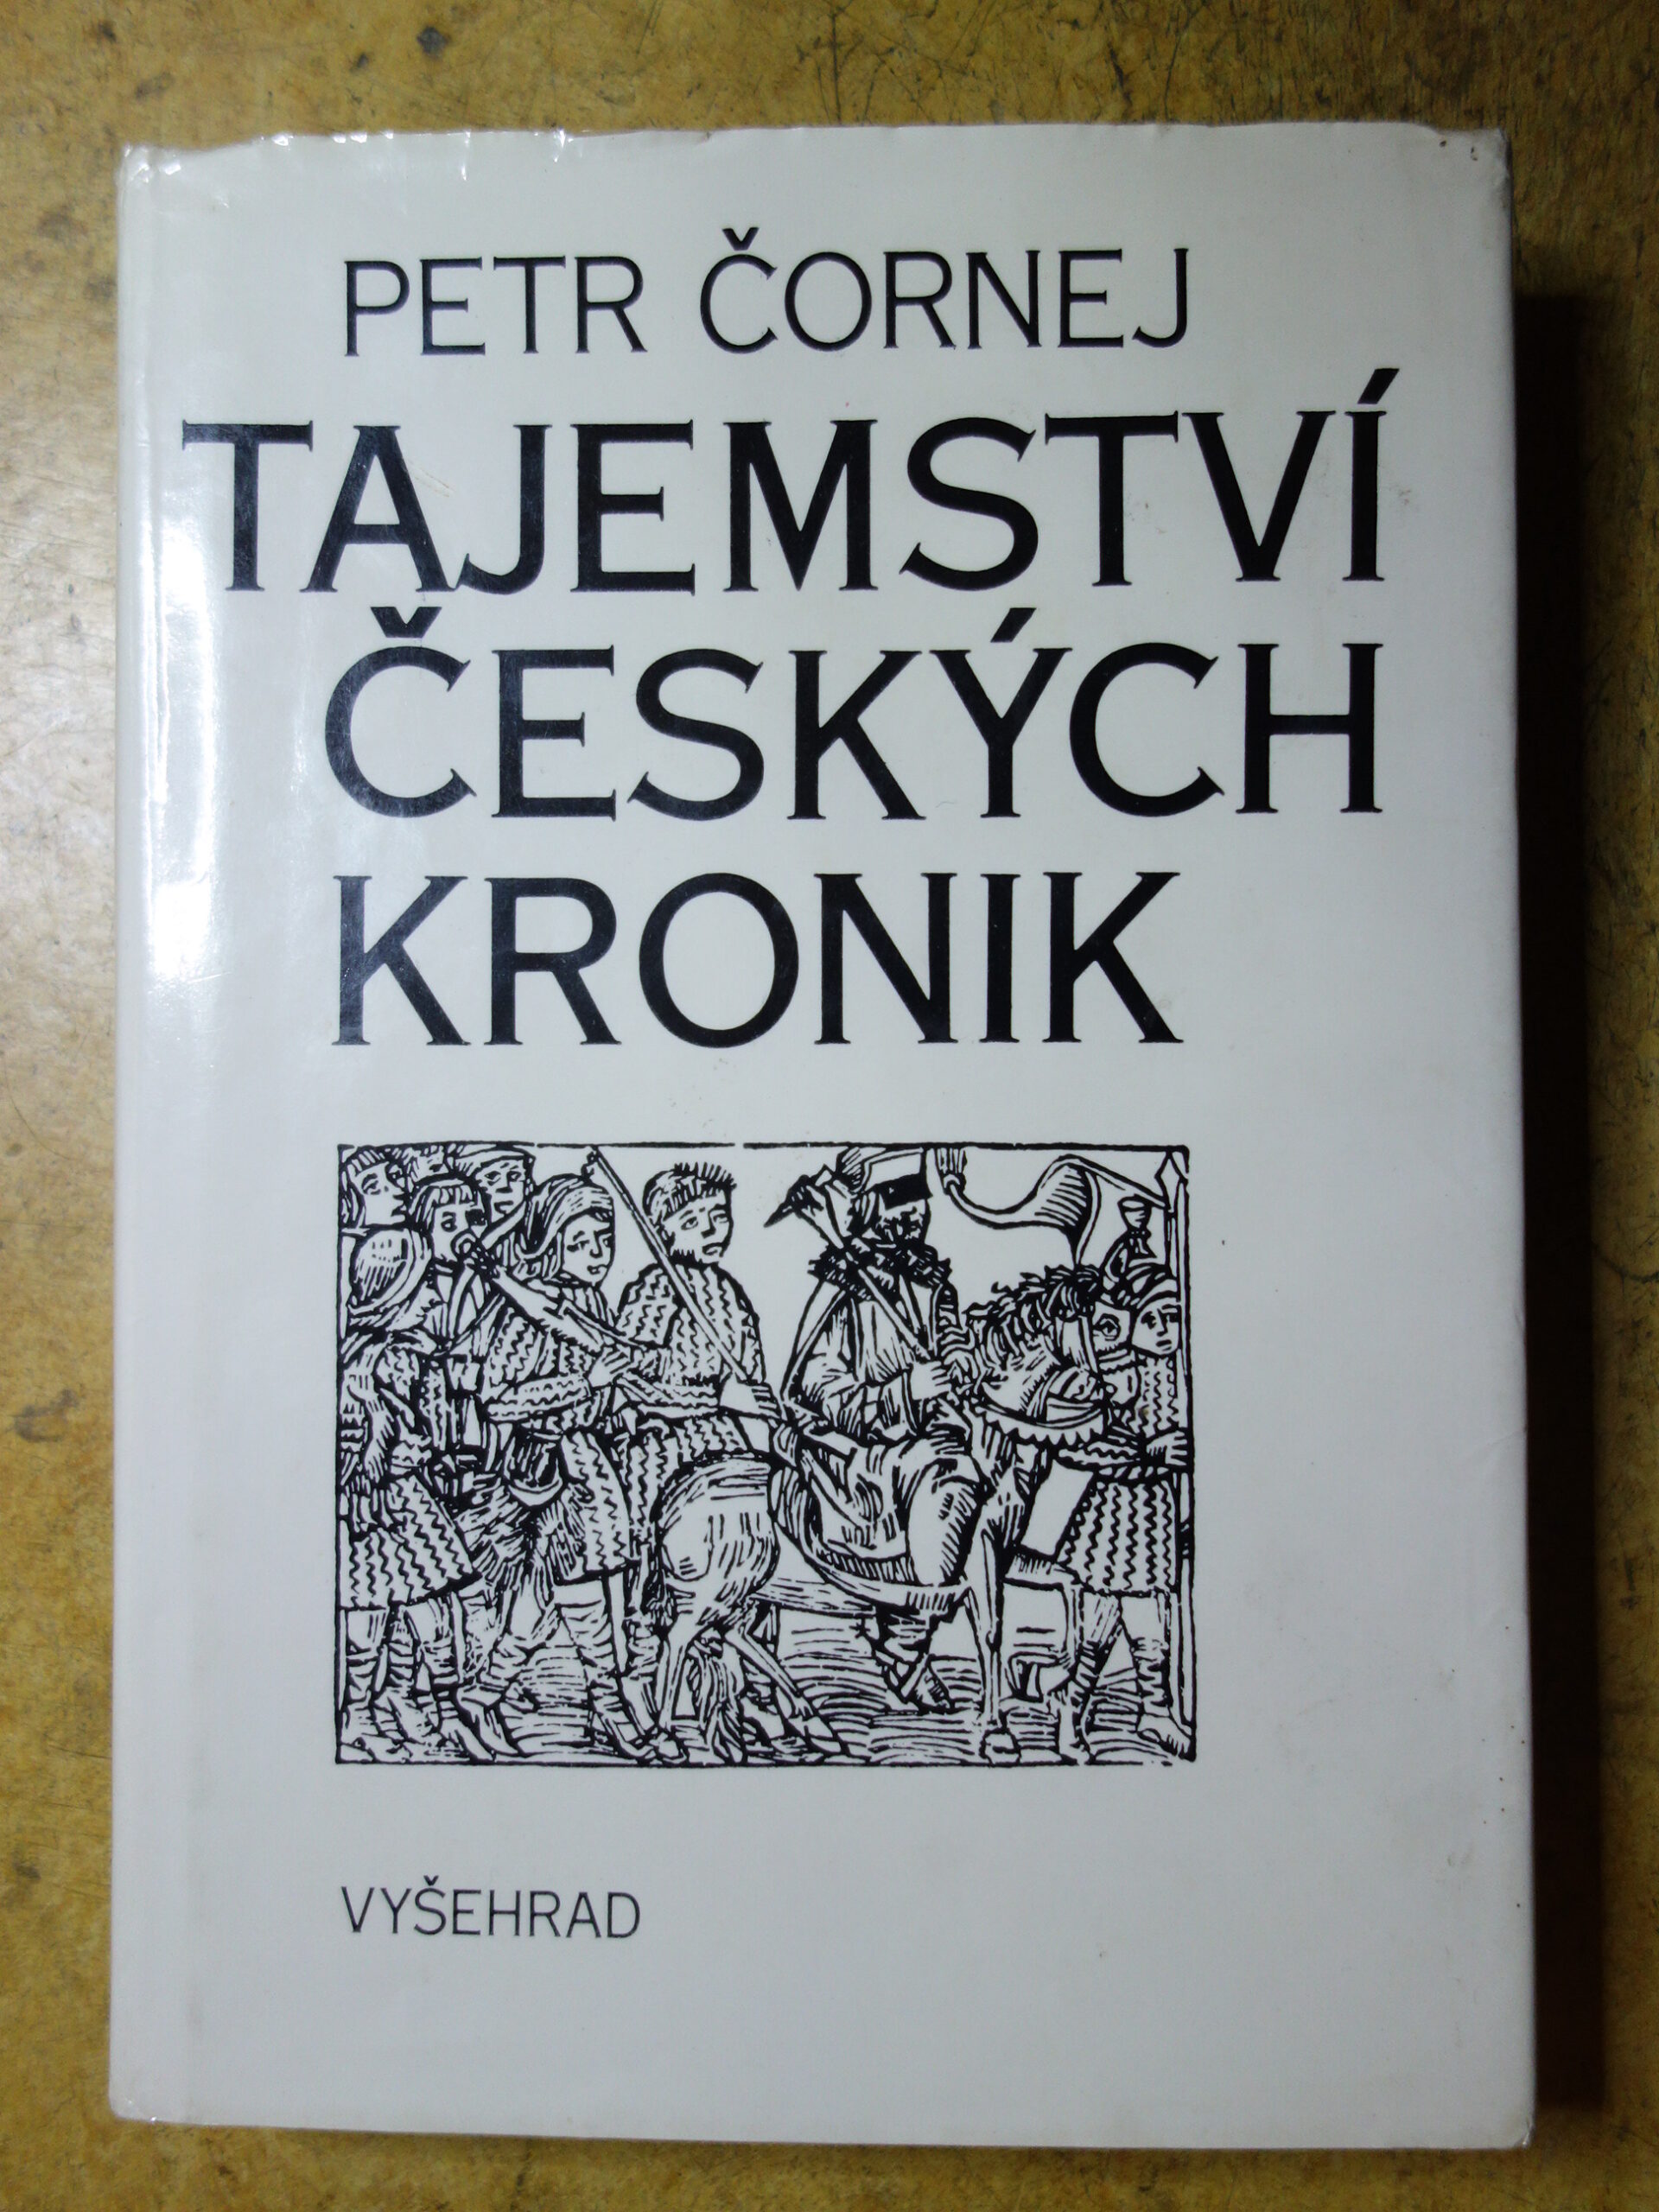 PETR ČORNEJ
TAJEMSTVÍ
ČESKÝCH
KRONIK
VYŠEHRAD